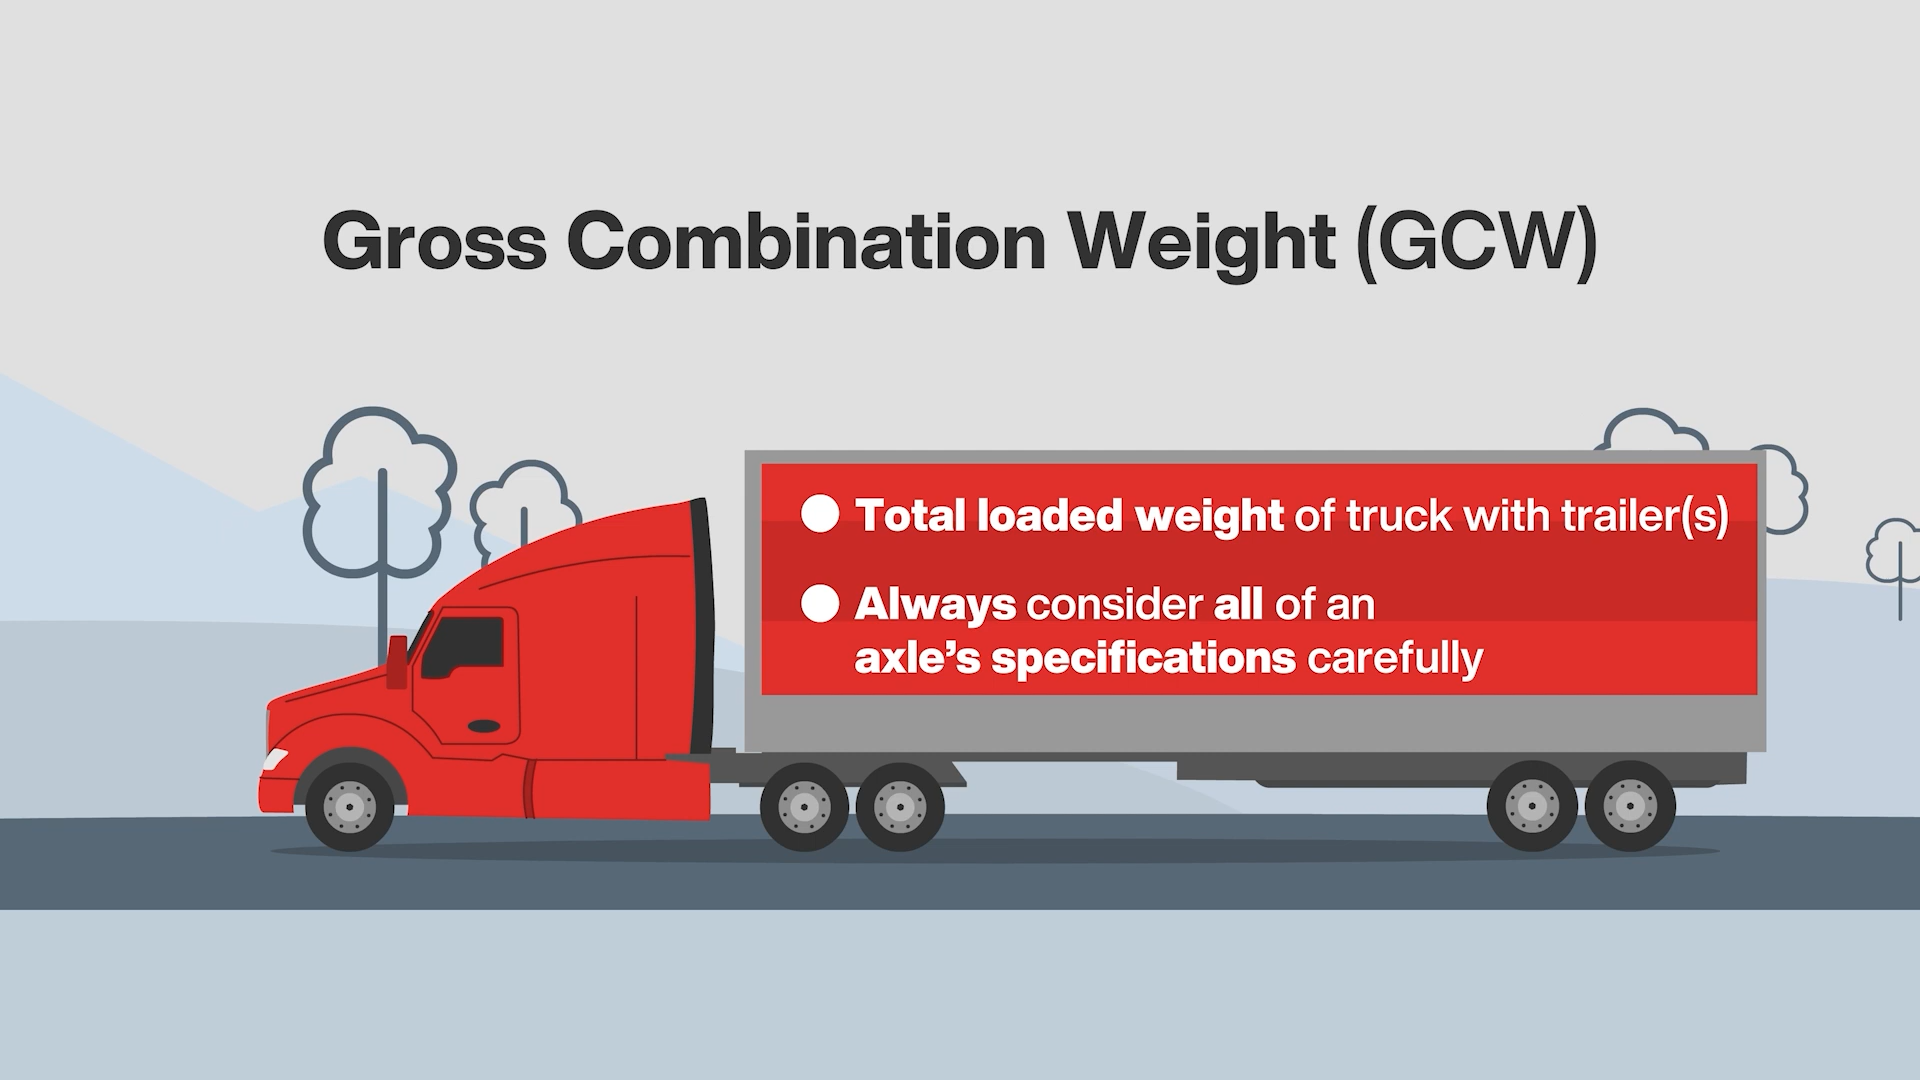 Gross Combination Weight (GCW)
Total loaded weight of truck with trailer(s)
Always consider all of an
axle’s specifications carefully